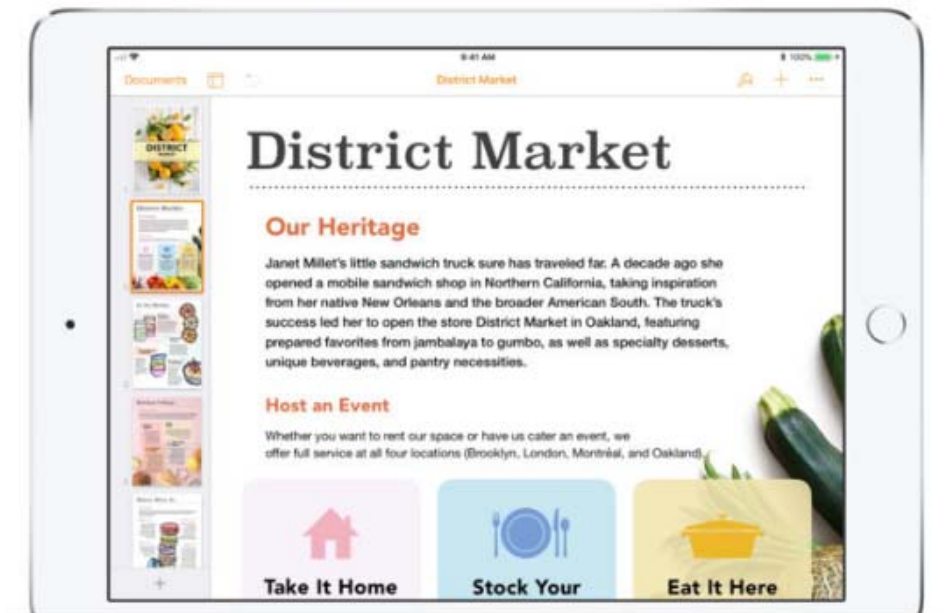 9:41 AM
100%
Documents
District Market
DISTRICT
MARKET
District Market
Our Heritage
Janet Millet's little sandwich truck sure has traveled far. A decade ago she
opened a mobile sandwich shop in Northern California, taking inspiration
from her native New Orleans and the broader American South. The truck's
success led her to open the store District Market in Oakland, featuring
prepared favorites from jambalaya to gumbo, as well as specialty desserts,
unique beverages, and pantry necessities.
Host an Event
Whether you want to rent our space or have us cater an event, we
offer full service at all four locations (Brooklyn, London, Montréal, and Oakland).
Take It Home
Stock Your
Eat It Here